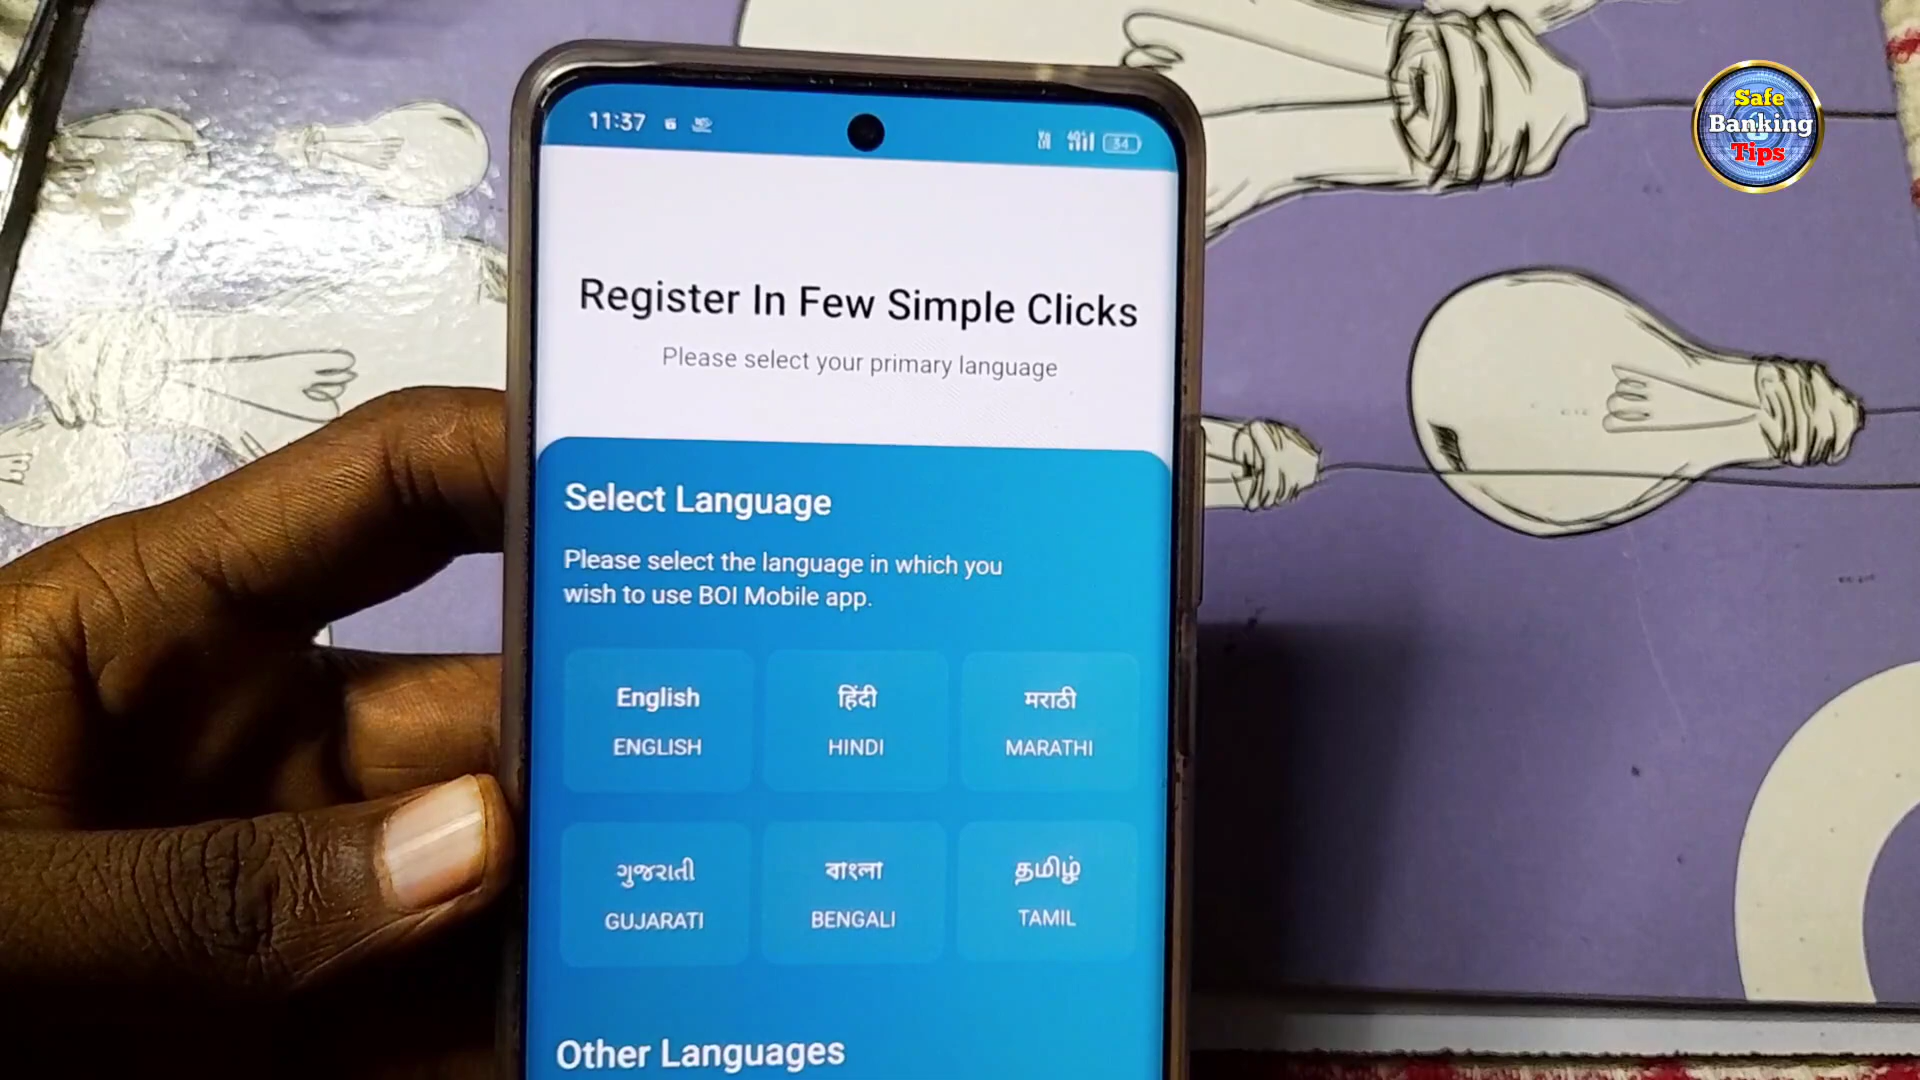 11:37
34
Safe
Banking
Tips
Register In Few Simple Clicks
Please select your primary language
Select Language
Please select the language in which you
wish to use BOI Mobile app.
English
ENGLISH
हिंदी
HINDI
मराठी
MARATHI
ગુજરાતી
GUJARATI
বাংলা
BENGALI
தமிழ்
TAMIL
Other Languages